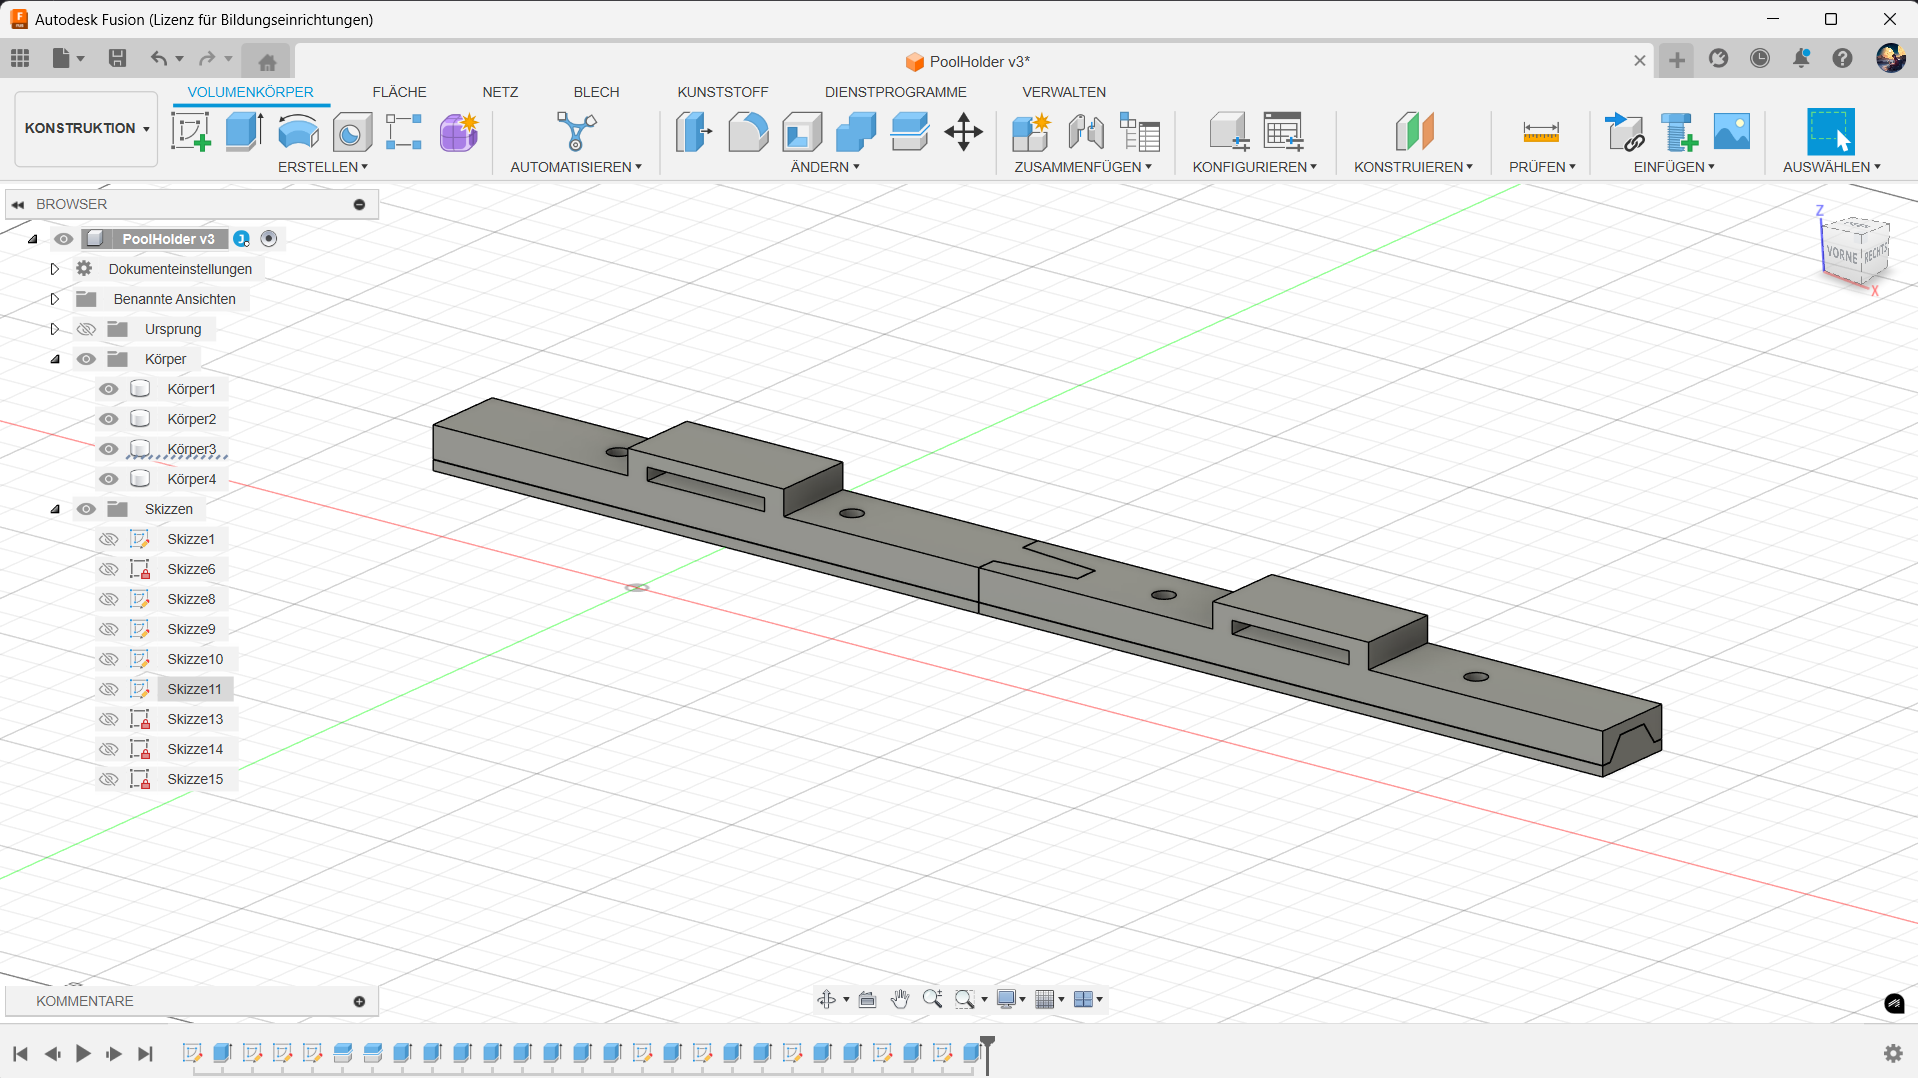 Autodesk Fusion (Lizenz für Bildungseinrichtungen)
PoolHolder v3*
VOLUMENKÖRPER FLÄCHE NETZ BLECH KUNSTSTOFF DIENSTPROGRAMME VERWALTEN
KONSTRUKTION
ERSTELLEN AUTOMATISIEREN ÄNDERN ZUSAMMENFÜGEN KONFIGURIEREN KONSTRUIEREN PRÜFEN EINFÜGEN AUSWÄHLEN
BROWSER
PoolHolder v3
Dokumenteinstellungen
Benannte Ansichten
Ursprung
Körper
Körper1
Körper2
Körper3
Körper4
Skizzen
Skizze1
Skizze6
Skizze8
Skizze9
Skizze10
Skizze11
Skizze13
Skizze14
Skizze15
Z
VORNE RECHTS
X
KOMMENTARE